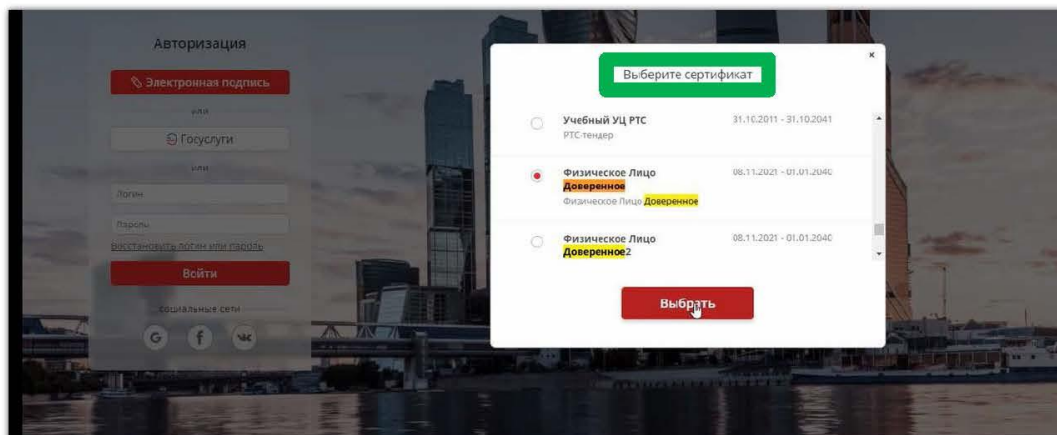 Авторизация
Электронная подпись
или
Госуслуги
или
Логин
Пароль
Восстановить логин или пароль
Войти
социальные сети
G f
Выберите сертификат
×
Учебный УЦ РТС 31.10.2011 - 31.10.2041
РТС-тендер
Физическое Лицо 08.11.2021 - 01.01.2040
Доверенное
Физическое Лицо Доверенное
Физическое Лицо 08.11.2021 - 01.01.2040
Доверенное2
Выбрать